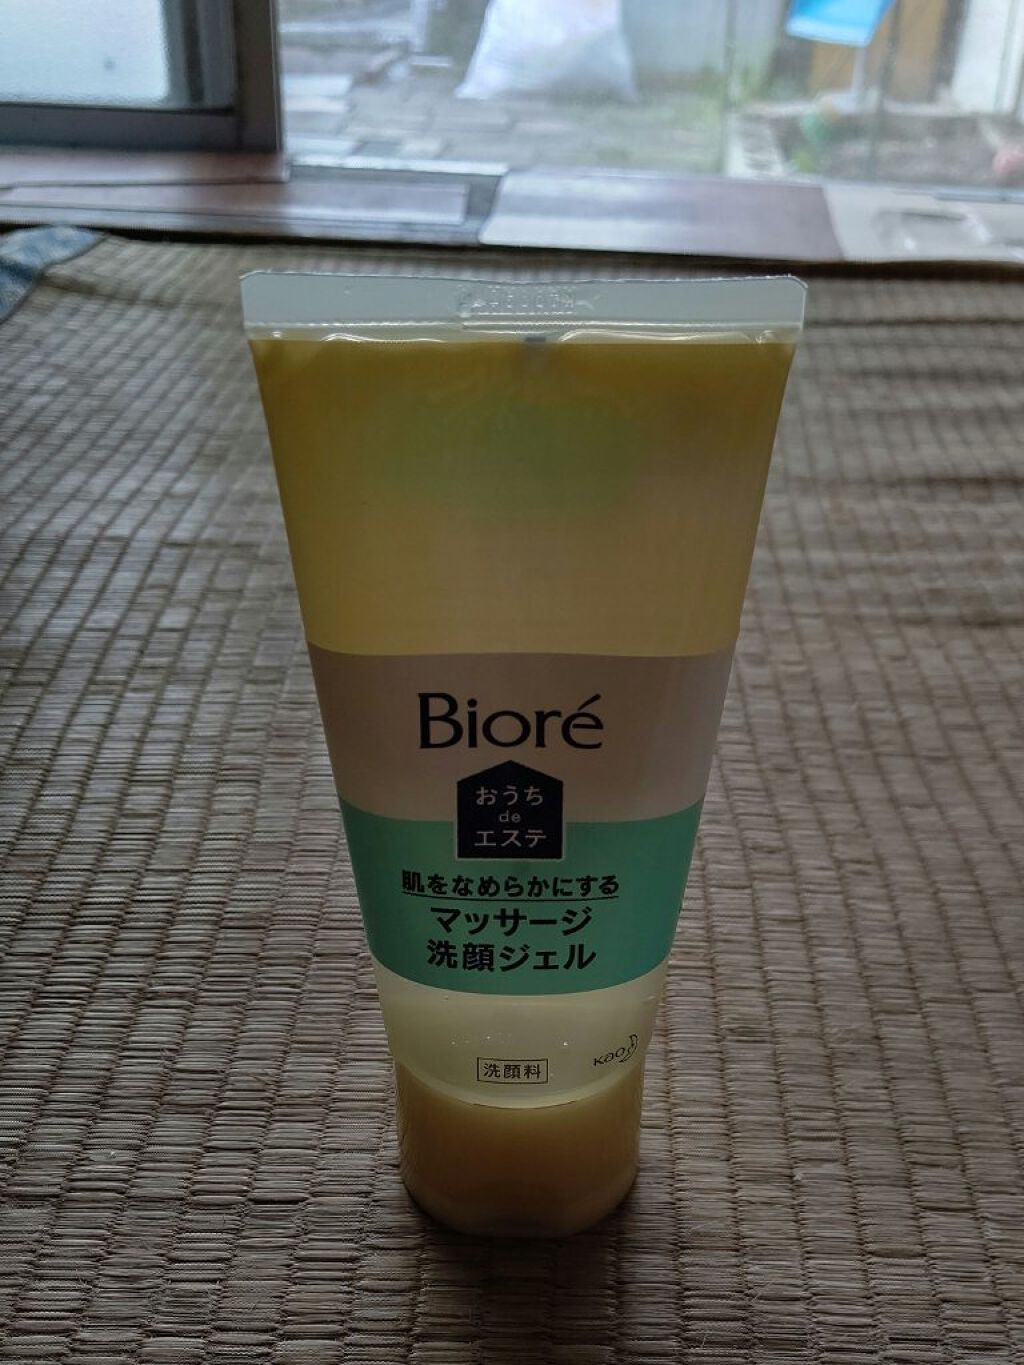 Bioré
おうち
de
エステ
肌をなめらかにする
マッサージ
洗顔ジェル
洗顔料
Kao